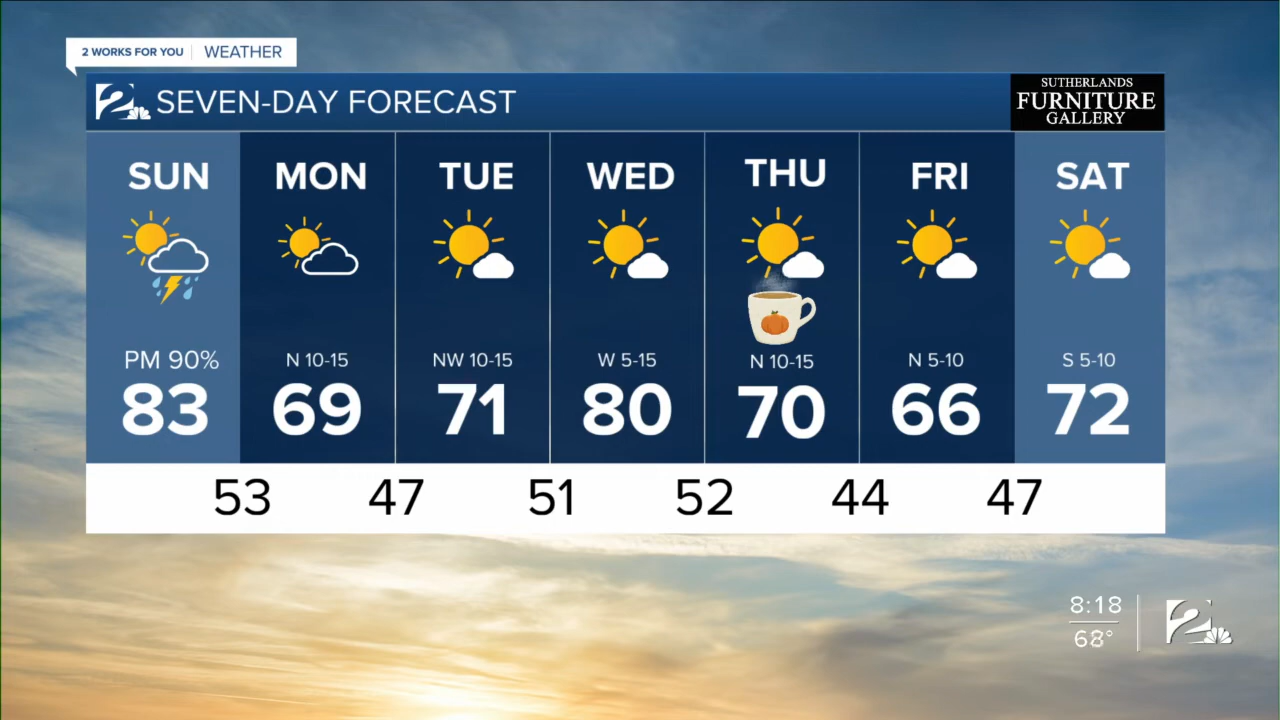 2 WORKS FOR YOU WEATHER
2 SEVEN-DAY FORECAST
SUTHERLANDS
FURNITURE
GALLERY
SUN MON TUE WED THU FRI SAT
PM 90% N 10-15 NW 10-15 W 5-15 N 10-15 N 5-10 S 5-10
83 69 71 80 70 66 72
53 47 51 52 44 47
8:18
68°
2